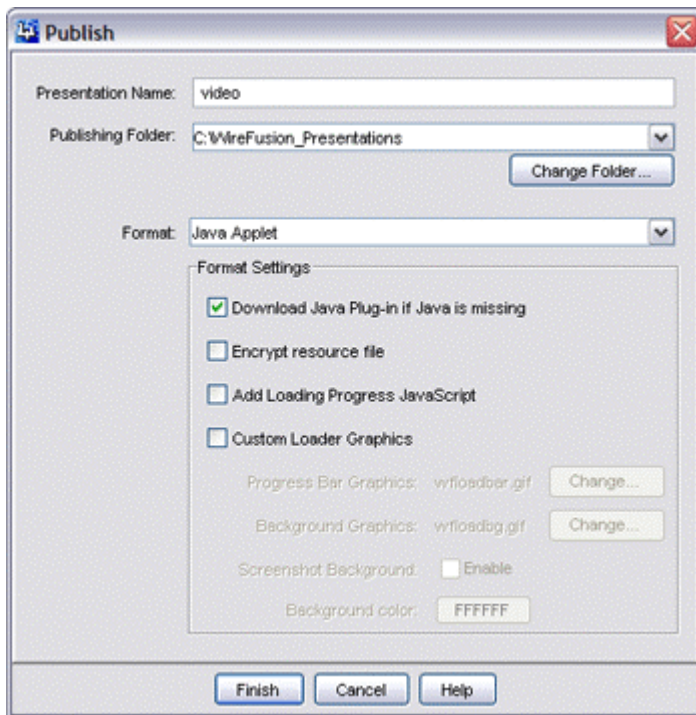 Publish
Presentation Name: video
Publishing Folder: C:\WireFusion_Presentations
Change Folder...
Format: Java Applet
Format Settings
Download Java Plug-in if Java is missing
Encrypt resource file
Add Loading Progress JavaScript
Custom Loader Graphics
Progress Bar Graphics: wfloadbar.gif Change...
Background Graphics: wfloadbg.gif Change...
Screenshot Background: Enable
Background color: FFFFFF
Finish Cancel Help